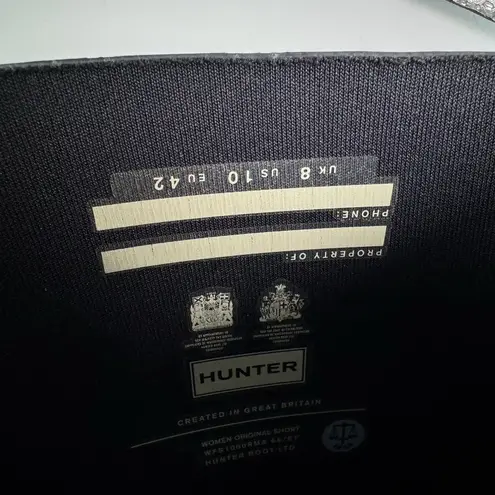 UK 8 US 10 EU 42
PHONE:
PROPERTY OF:
HUNTER
CREATED IN GREAT BRITAIN
WOMEN ORIGINAL SHORT
HUNTER BOOT LTD